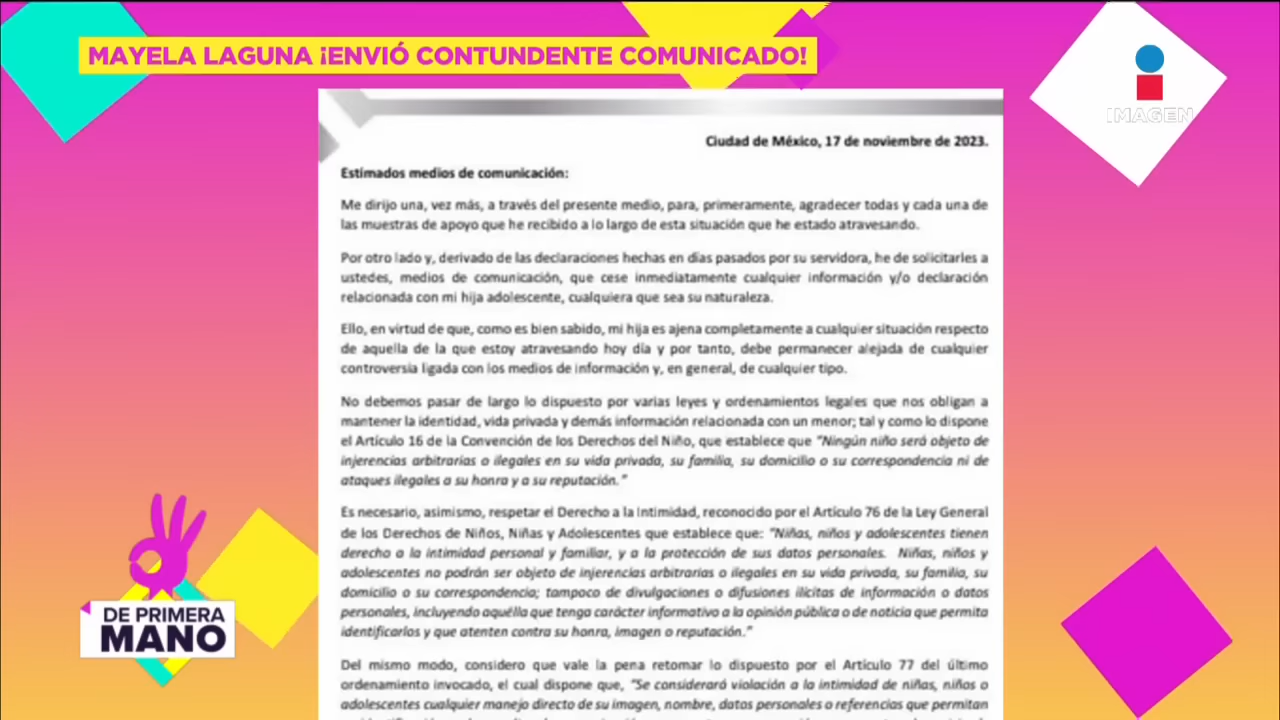 MAYELA LAGUNA ¡ENVIÓ CONTUNDENTE COMUNICADO!
IMAGEN
Ciudad de México, 17 de noviembre de 2023.
Estimados medios de comunicación:
Me dirijo una, vez más, a través del presente medio, para, primeramente, agradecer todas y cada una de
las muestras de apoyo que he recibido a lo largo de esta situación que he estado atravesando.
Por otro lado y, derivado de las declaraciones hechas en días pasados por su servidora, he de solicitarles a
ustedes, medios de comunicación, que cese inmediatamente cualquier información y/o declaración
relacionada con mi hija adolescente, cualquiera que sea su naturaleza.
Ello, en virtud de que, como es bien sabido, mi hija es ajena completamente a cualquier situación respecto
de aquella de la que estoy atravesando hoy día y por tanto, debe permanecer alejada de cualquier
controversia ligada con los medios de información y, en general, de cualquier tipo.
No debemos pasar de largo lo dispuesto por varias leyes y ordenamientos legales que nos obligan a
mantener la identidad, vida privada y demás información relacionada con un menor; tal y como lo dispone
el Artículo 16 de la Convención de los Derechos del Niño, que establece que "Ningún niño será objeto de
injerencias arbitrarias o ilegales en su vida privada, su familia, su domicilio o su correspondencia ni de
ataques ilegales a su honra y a su reputación."
Es necesario, asimismo, respetar el Derecho a la Intimidad, reconocido por el Artículo 76 de la Ley General
de los Derechos de Niños, Niñas y Adolescentes que establece que: "Niñas, niños y adolescentes tienen
derecho a la intimidad personal y familiar, y a la protección de sus datos personales. Niñas, niños y
adolescentes no podrán ser objeto de injerencias arbitrarias o ilegales en su vida privada, su familia, su
domicilio o su correspondencia; tampoco de divulgaciones o difusiones ilícitas de información o datos
personales, incluyendo aquélla que tenga carácter informativo a la opinión pública o de noticia que permita
identificarlos y que atenten contra su honra, imagen o reputación."
Del mismo modo, considero que vale la pena retomar lo dispuesto por el Artículo 77 del último
ordenamiento invocado, el cual dispone que, "Se considerará violación a la intimidad de niñas, niños o
adolescentes cualquier manejo directo de su imagen, nombre, datos personales o referencias que permitan
DE PRIMERA
MANO